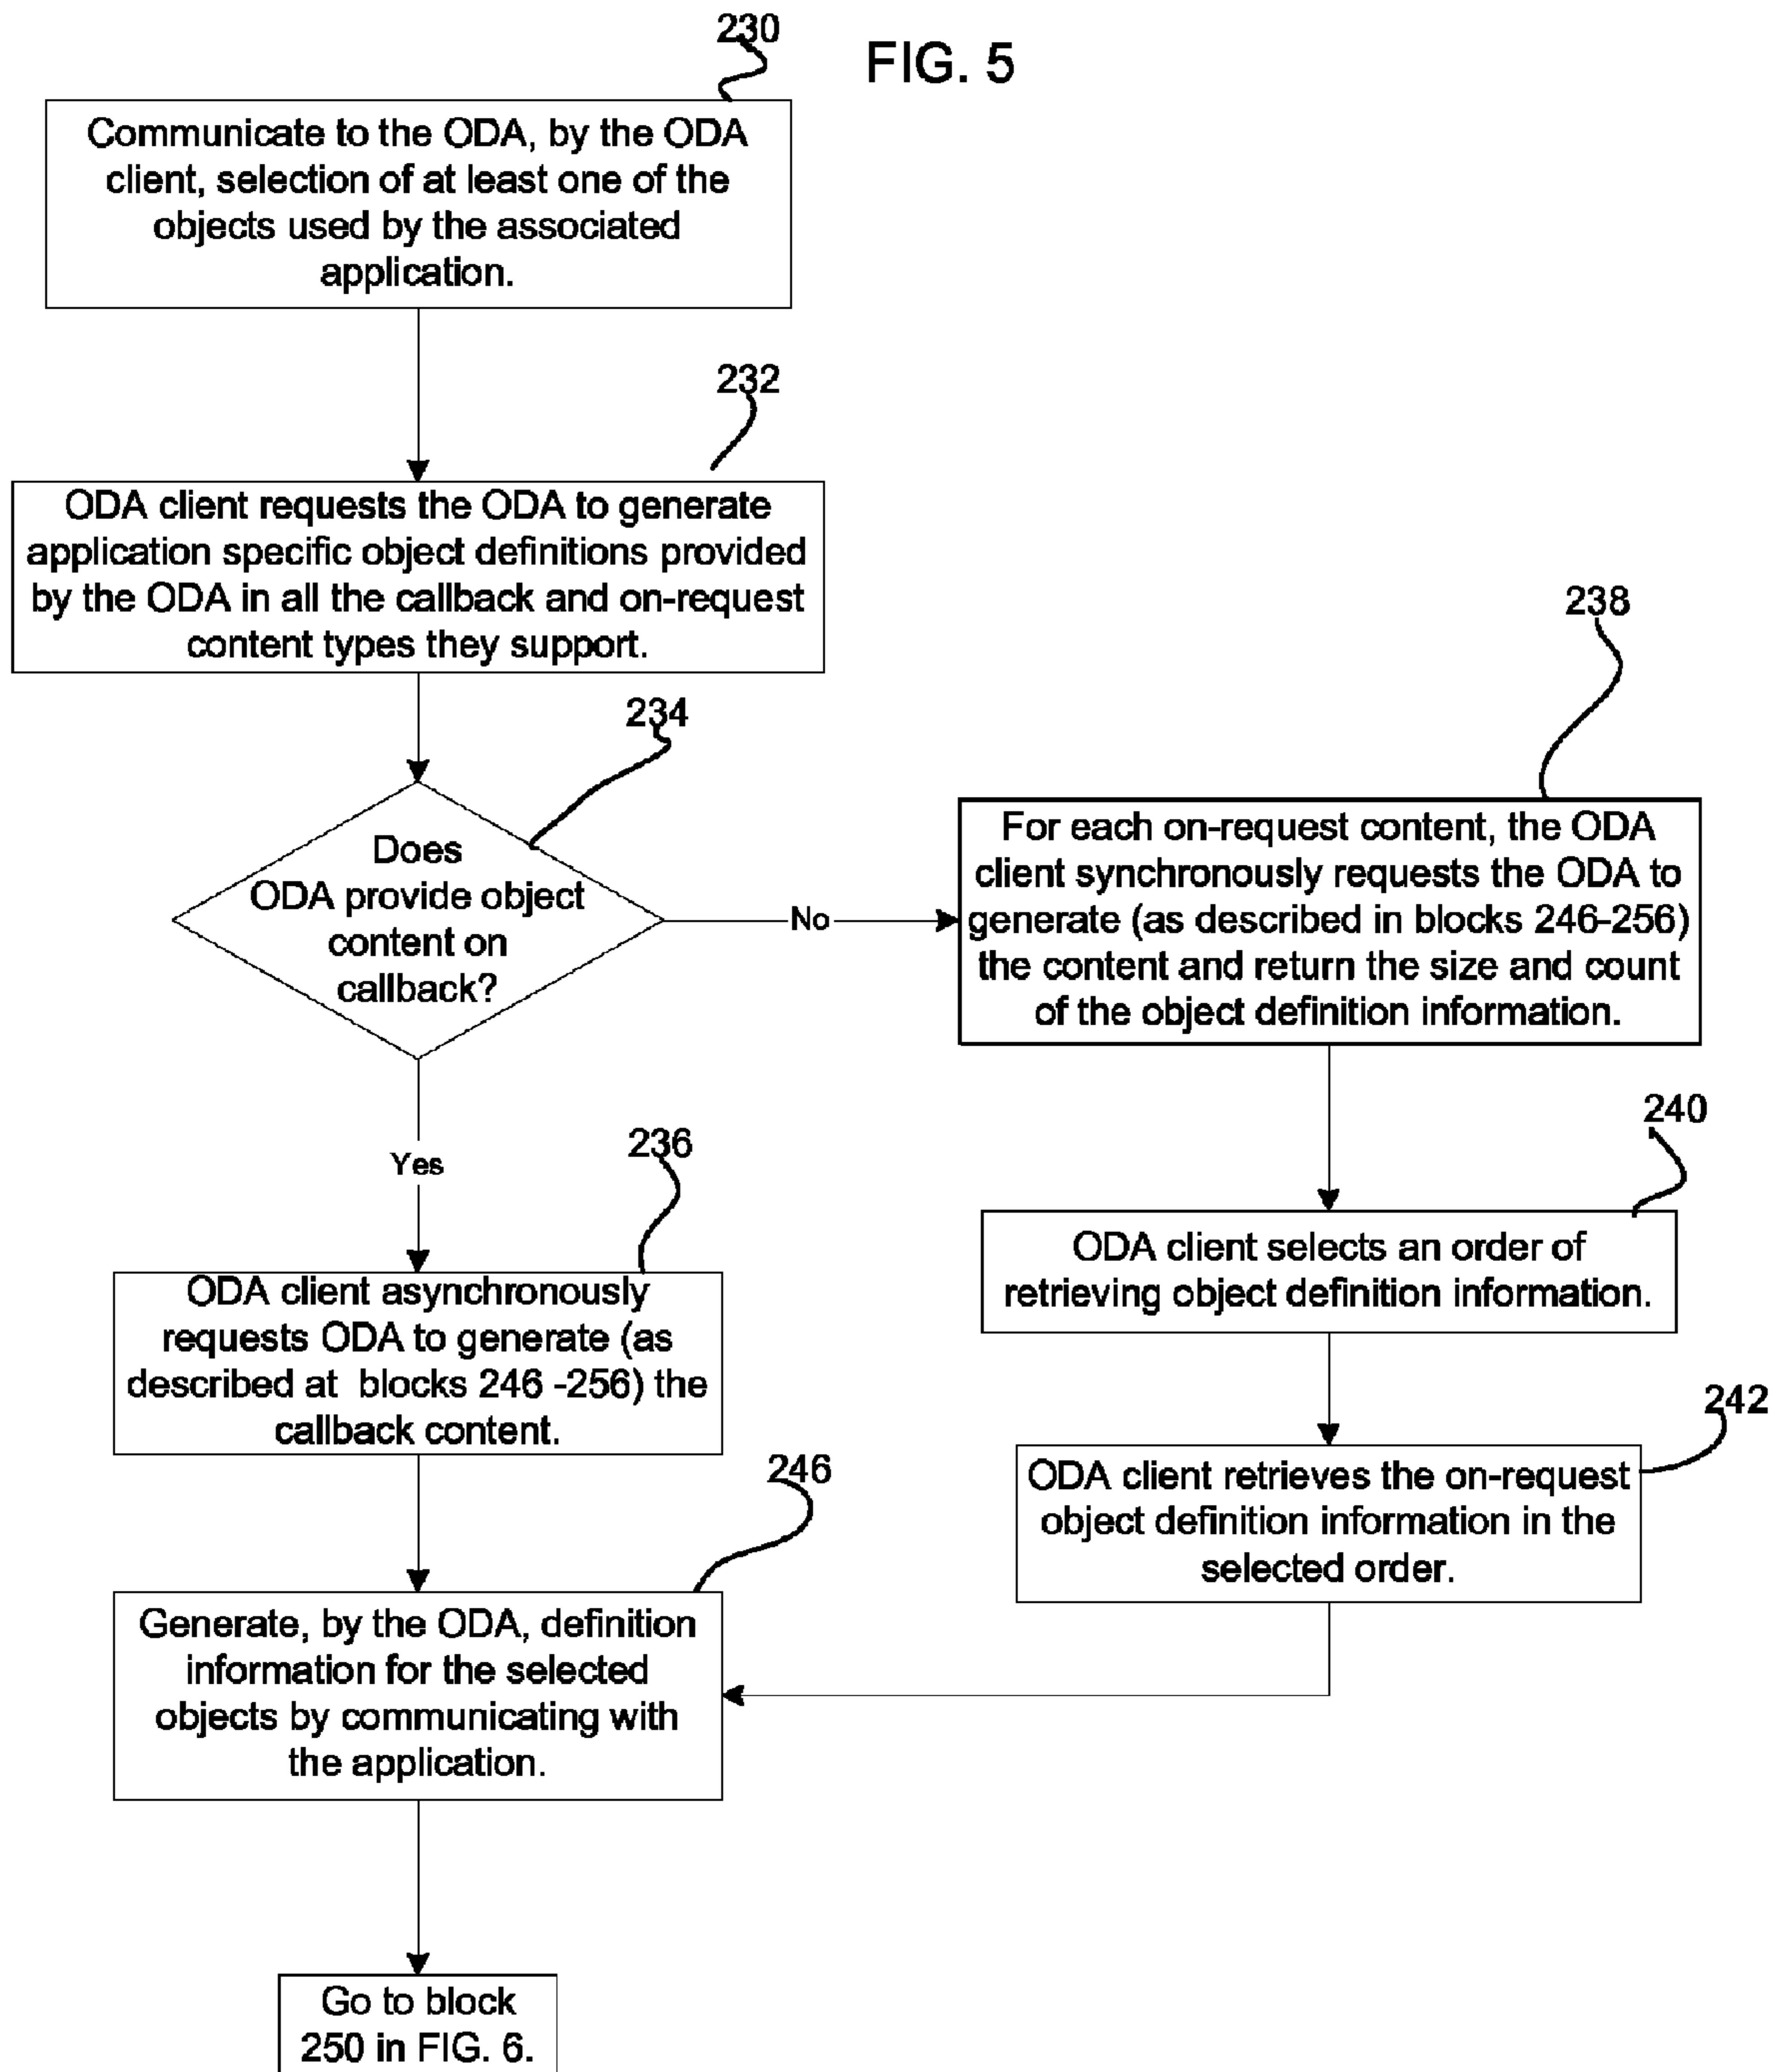 230
FIG. 5
Communicate to the ODA, by the ODA
client, selection of at least one of the
objects used by the associated
application.
232
ODA client requests the ODA to generate
application specific object definitions provided
by the ODA in all the callback and on-request
content types they support.
234
Does
ODA provide object
content on
callback?
No
238
For each on-request content, the ODA
client synchronously requests the ODA to
generate (as described in blocks 246-256)
the content and return the size and count
of the object definition information.
Yes
236
ODA client asynchronously
requests ODA to generate (as
described at blocks 246 -256) the
callback content.
240
ODA client selects an order of
retrieving object definition information.
242
ODA client retrieves the on-request
object definition information in the
selected order.
246
Generate, by the ODA, definition
information for the selected
objects by communicating with
the application.
Go to block
250 in FIG. 6.